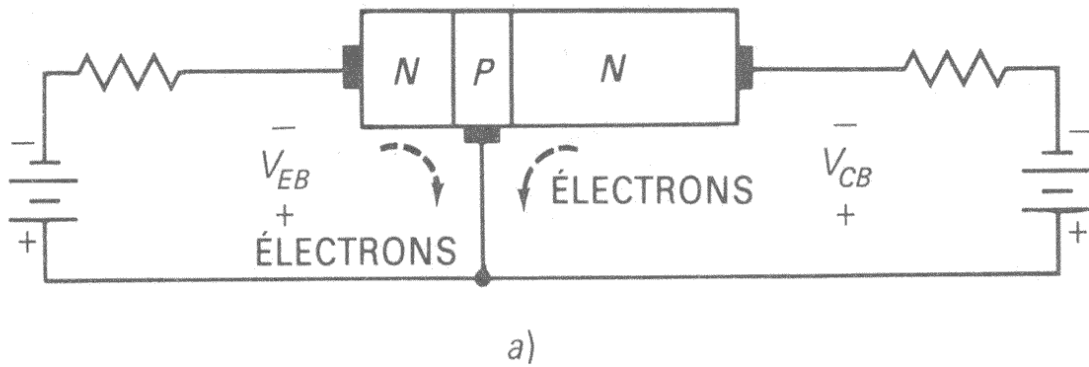 N P N
− − − −
V_EB V_CB
ÉLECTRONS
+ + + +
ÉLECTRONS
a)